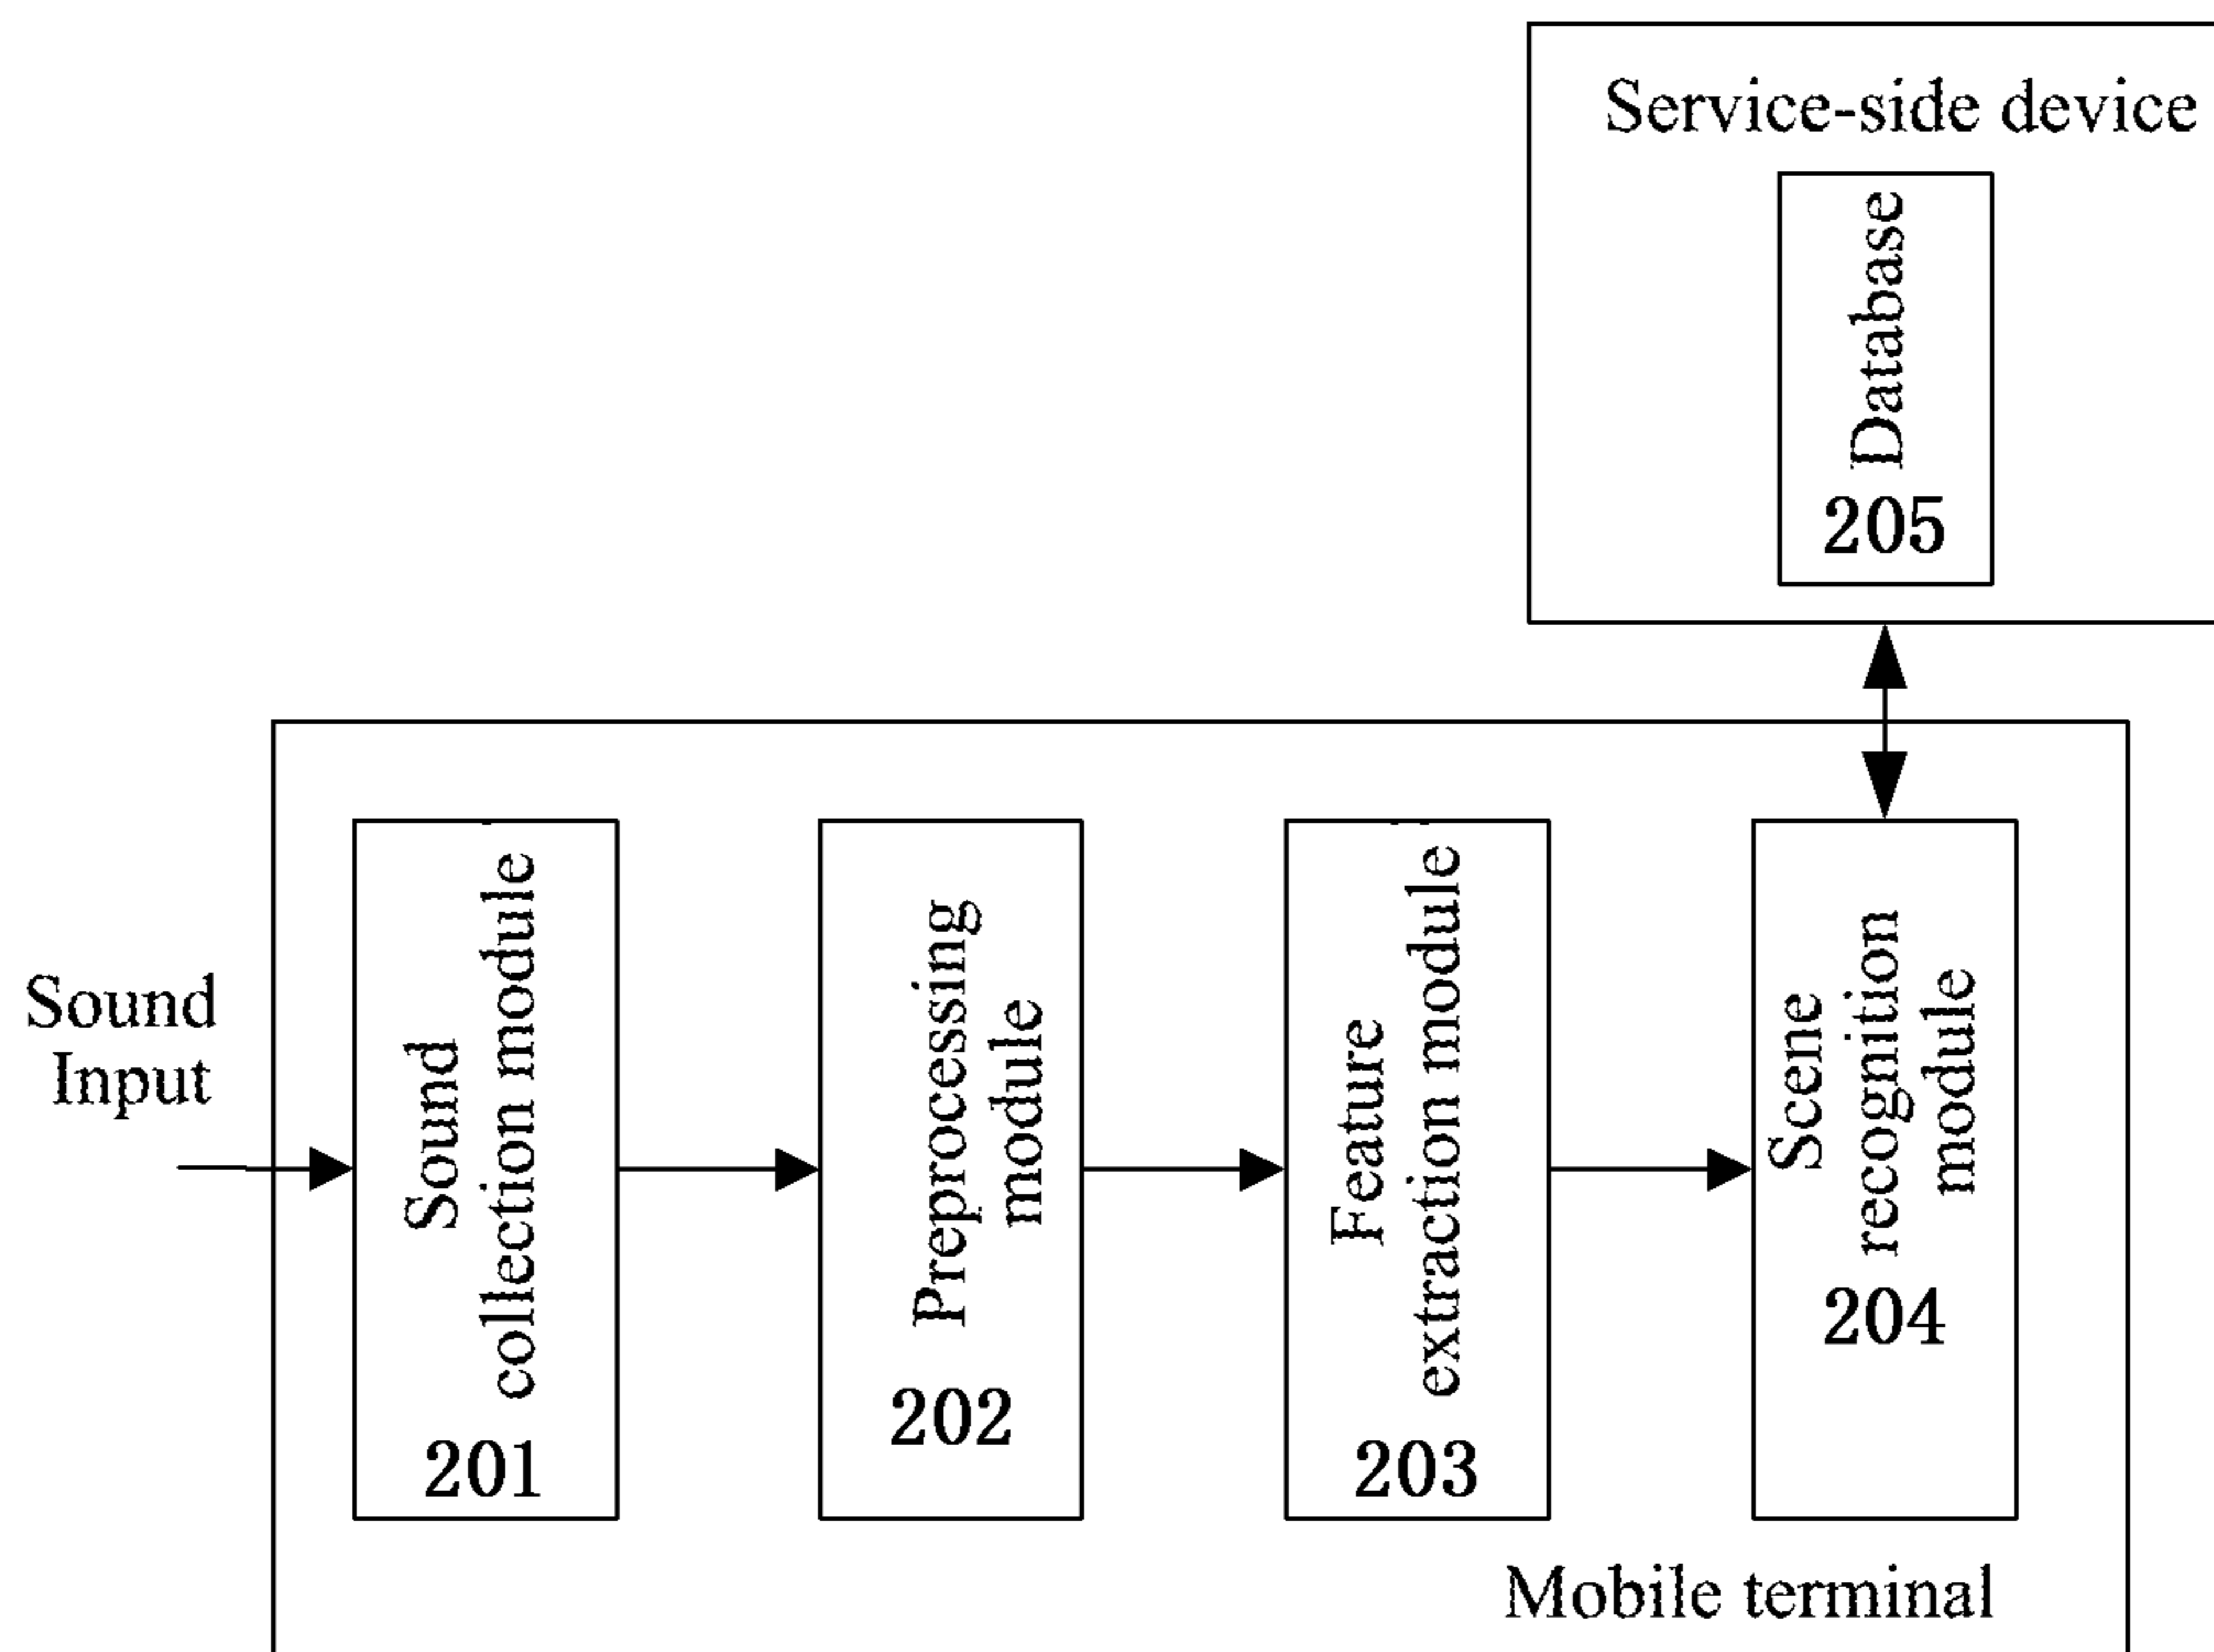 Service-side device
Database
205
Sound
Input
Sound
collection module
201
Preprocessing
module
202
Feature
extraction module
203
Scene
recognition
module
204
Mobile terminal